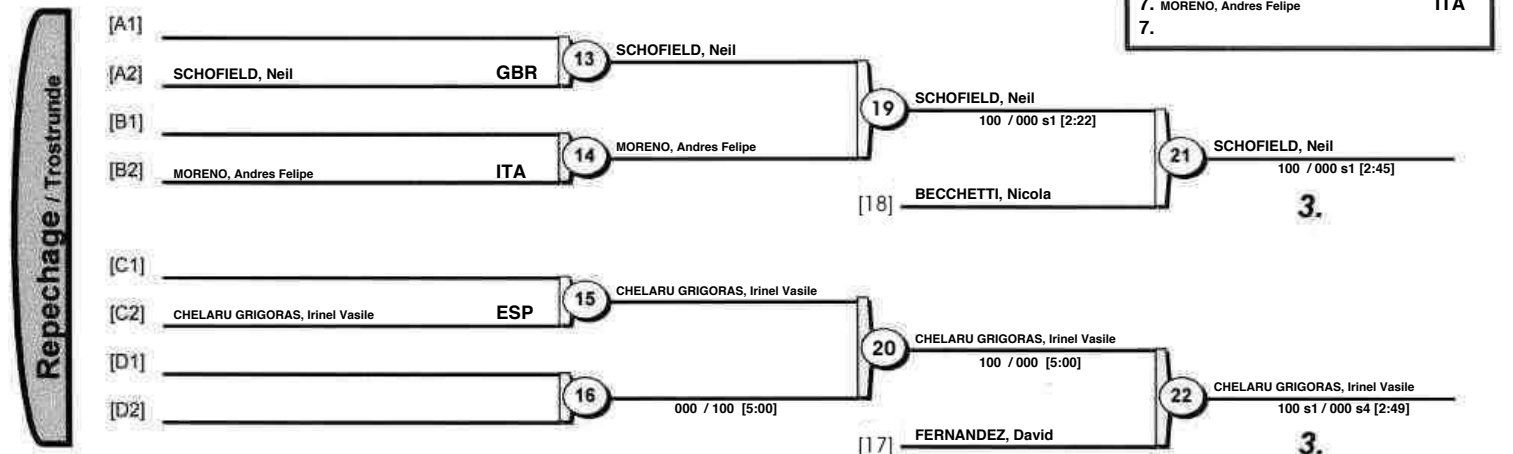 7. MORENO, Andres Felipe ITA
7.
Repechage / Trostrunde
[A1]
[A2] SCHOFIELD, Neil GBR
13
SCHOFIELD, Neil
[B1]
[B2] MORENO, Andres Felipe ITA
14
MORENO, Andres Felipe
19
SCHOFIELD, Neil
100 / 000 s1 [2:22]
[18] BECCHETTI, Nicola
21
SCHOFIELD, Neil
100 / 000 s1 [2:45]
3.
[C1]
[C2] CHELARU GRIGORAS, Irinel Vasile ESP
15
CHELARU GRIGORAS, Irinel Vasile
[D1]
[D2]
16
000 / 100 [5:00]
20
CHELARU GRIGORAS, Irinel Vasile
100 / 000 [5:00]
[17] FERNANDEZ, David
22
CHELARU GRIGORAS, Irinel Vasile
100 s1 / 000 s4 [2:49]
3.